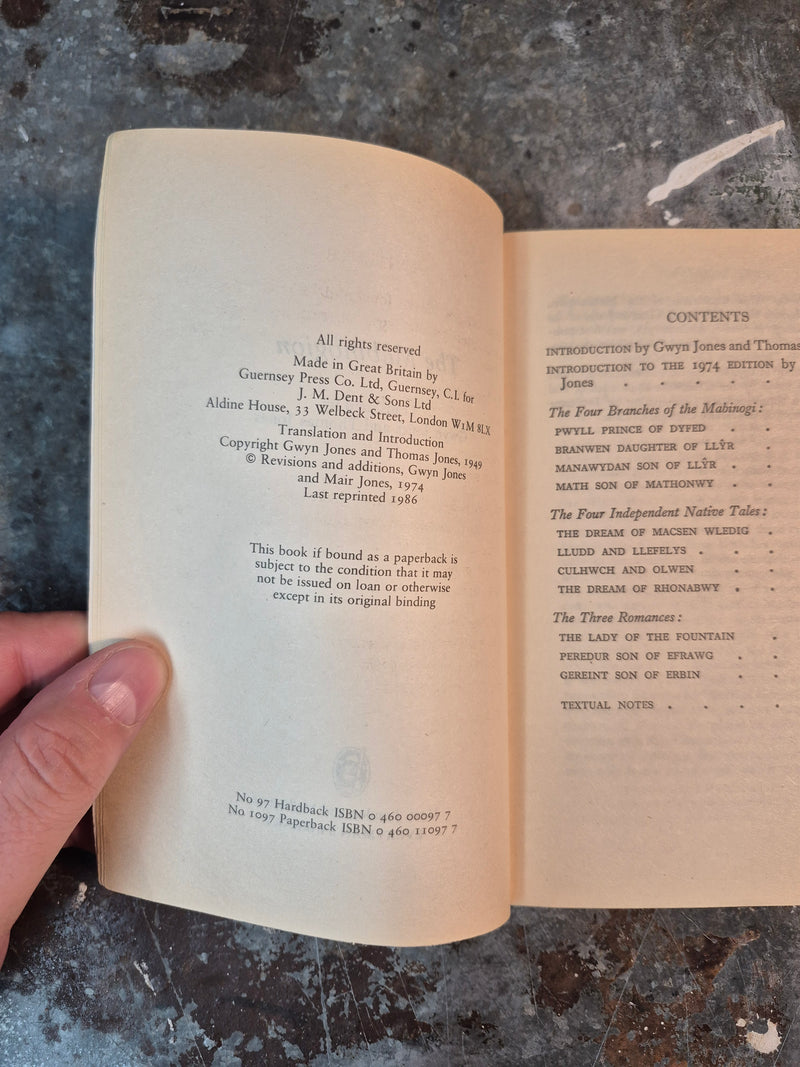 All rights reserved
Made in Great Britain by
Guernsey Press Co. Ltd, Guernsey, C.I. for
J. M. Dent & Sons Ltd
Aldine House, 33 Welbeck Street, London W1M 8LX
Translation and Introduction
Copyright Gwyn Jones and Thomas Jones, 1949
© Revisions and additions, Gwyn Jones
and Mair Jones, 1974
Last reprinted 1986
This book if bound as a paperback is
subject to the condition that it may
not be issued on loan or otherwise
except in its original binding
No 97 Hardback ISBN 0 460 00097 7
No 1097 Paperback ISBN 0 460 11097 7
CONTENTS
INTRODUCTION by Gwyn Jones and Thomas
INTRODUCTION TO THE 1974 EDITION by
Jones . . . . .
The Four Branches of the Mabinogi:
PWYLL PRINCE OF DYFED . .
BRANWEN DAUGHTER OF LLŶR .
MANAWYDAN SON OF LLŶR . .
MATH SON OF MATHONWY . .
The Four Independent Native Tales:
THE DREAM OF MACSEN WLEDIG .
LLUDD AND LLEFELYS . . .
CULHWCH AND OLWEN . .
THE DREAM OF RHONABWY . .
The Three Romances:
THE LADY OF THE FOUNTAIN .
PEREDUR SON OF EFRAWG . .
GEREINT SON OF ERBIN . .
TEXTUAL NOTES . . . .